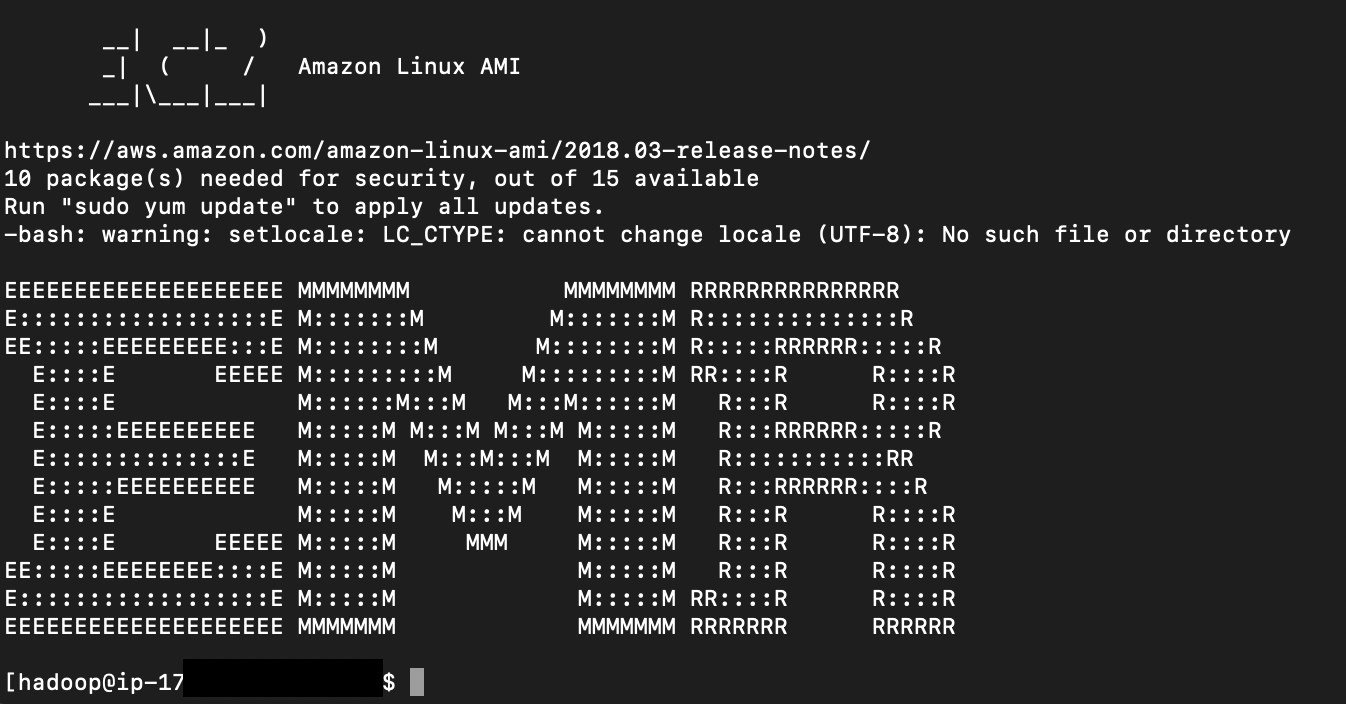 __|  __|_  )
       _|  (     /   Amazon Linux AMI
      ___|\___|___|

https://aws.amazon.com/amazon-linux-ami/2018.03-release-notes/
10 package(s) needed for security, out of 15 available
Run "sudo yum update" to apply all updates.
-bash: warning: setlocale: LC_CTYPE: cannot change locale (UTF-8): No such file or directory

EEEEEEEEEEEEEEEEEEEE MMMMMMMM           MMMMMMMM RRRRRRRRRRRRRRR
E::::::::::::::::::E M:::::::M         M:::::::M R::::::::::::::R
EE:::::EEEEEEEEE:::E M::::::::M       M::::::::M R:::::RRRRRR:::::R
  E::::E       EEEEE M:::::::::M     M:::::::::M RR::::R      R::::R
  E::::E             M::::::M:::M   M:::M::::::M   R:::R      R::::R
  E:::::EEEEEEEEEE   M:::::M M:::M M:::M M:::::M   R:::RRRRRR:::::R
  E::::::::::::::E   M:::::M  M:::M:::M  M:::::M   R:::::::::::RR
  E:::::EEEEEEEEEE   M:::::M   M:::::M   M:::::M   R:::RRRRRR::::R
  E::::E             M:::::M    M:::M    M:::::M   R:::R      R::::R
  E::::E       EEEEE M:::::M     MMM     M:::::M   R:::R      R::::R
EE:::::EEEEEEEE::::E M:::::M             M:::::M   R:::R      R::::R
E::::::::::::::::::E M:::::M             M:::::M RR::::R      R::::R
EEEEEEEEEEEEEEEEEEEE MMMMMMM             MMMMMMM RRRRRRR      RRRRRR

[hadoop@ip-17 $